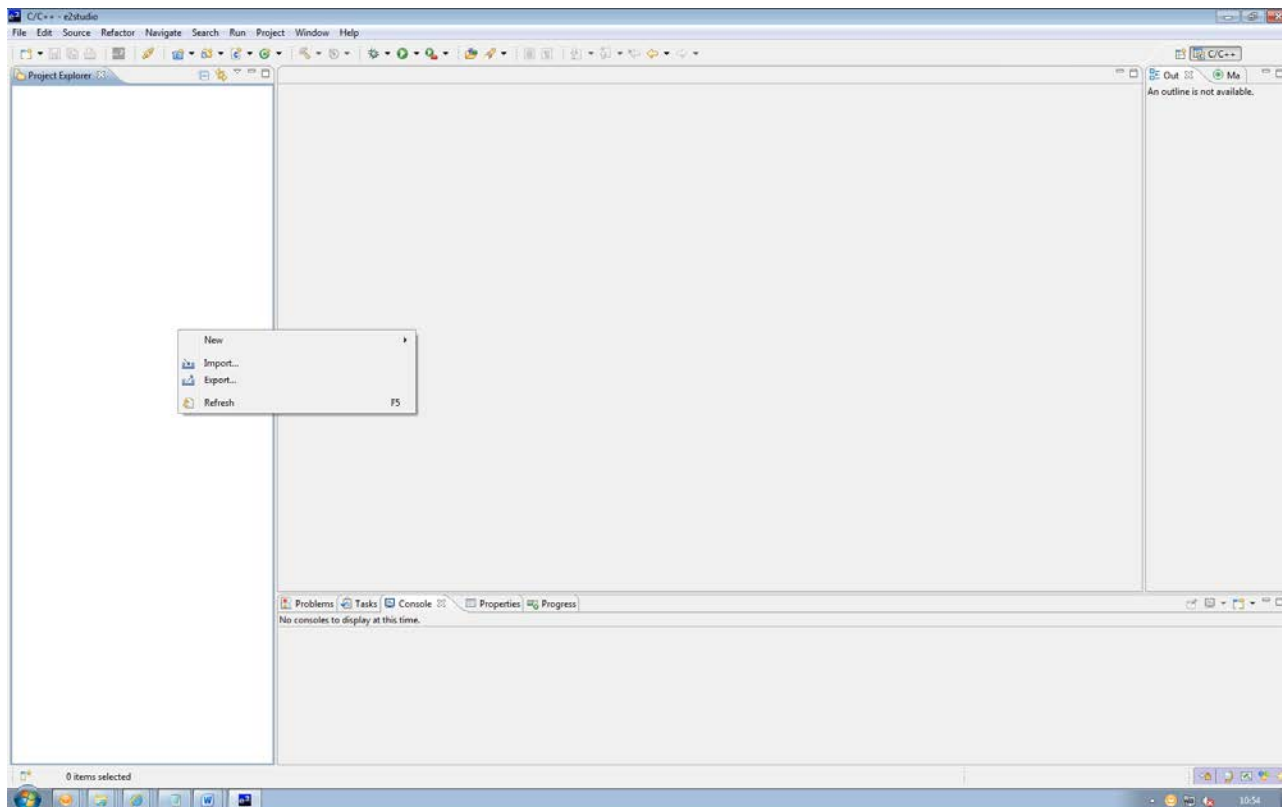 C/C++ - e2studio
File Edit Source Refactor Navigate Search Run Project Window Help
C/C++
Project Explorer
Out Ma
An outline is not available.
New
Import...
Export...
Refresh F5
Problems Tasks Console Properties Progress
No consoles to display at this time.
0 items selected
10:54